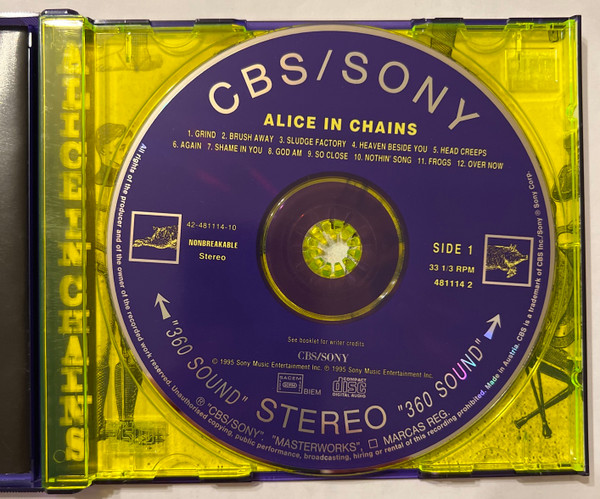 CBS/SONY
ALICE IN CHAINS
1. GRIND 2. BRUSH AWAY 3. SLUDGE FACTORY 4. HEAVEN BESIDE YOU 5. HEAD CREEPS
6. AGAIN 7. SHAME IN YOU 8. GOD AM 9. SO CLOSE 10. NOTHIN' SONG 11. FROGS 12. OVER NOW
42-481114-10
NONBREAKABLE
Stereo
SIDE 1
33 1/3 RPM
481114 2
See booklet for writer credits
CBS/SONY
© 1995 Sony Music Entertainment Inc. ℗ 1995 Sony Music Entertainment Inc.
SACEM
BIEM
COMPACT
disc
DIGITAL AUDIO
"360 SOUND" STEREO "360 SOUND"
All rights of the producer and of the owner of the recorded work reserved. Unauthorised copying, public performance, broadcasting, hiring or rental of this recording prohibited. Made in Austria. CBS is a trademark of CBS Inc./Sony ® Sony Corp.
® "CBS/SONY". "MASTERWORKS", □ MARCAS REG.
ALICE IN CHAINS